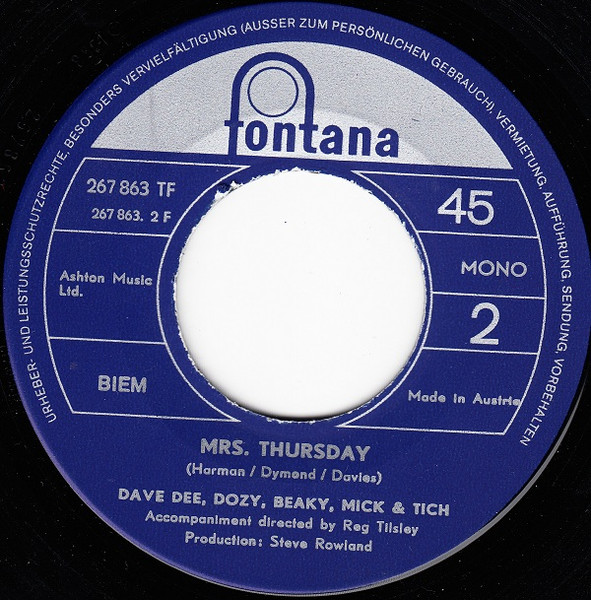 URHEBER- UND LEISTUNGSSCHUTZRECHTE, BESONDERS VERVIELFÄLTIGUNG (AUSSER ZUM PERSÖNLICHEN GEBRAUCH), VERMIETUNG, AUFFÜHRUNG, SENDUNG, VORBEHALTEN
fontana
267 863 TF
267 863. 2 F
45
MONO
Ashton Music
Ltd.
2
BIEM
Made in Austria
MRS. THURSDAY
(Harman / Dymond / Davies)
DAVE DEE, DOZY, BEAKY, MICK & TICH
Accompaniment directed by Reg Tilsley
Production: Steve Rowland